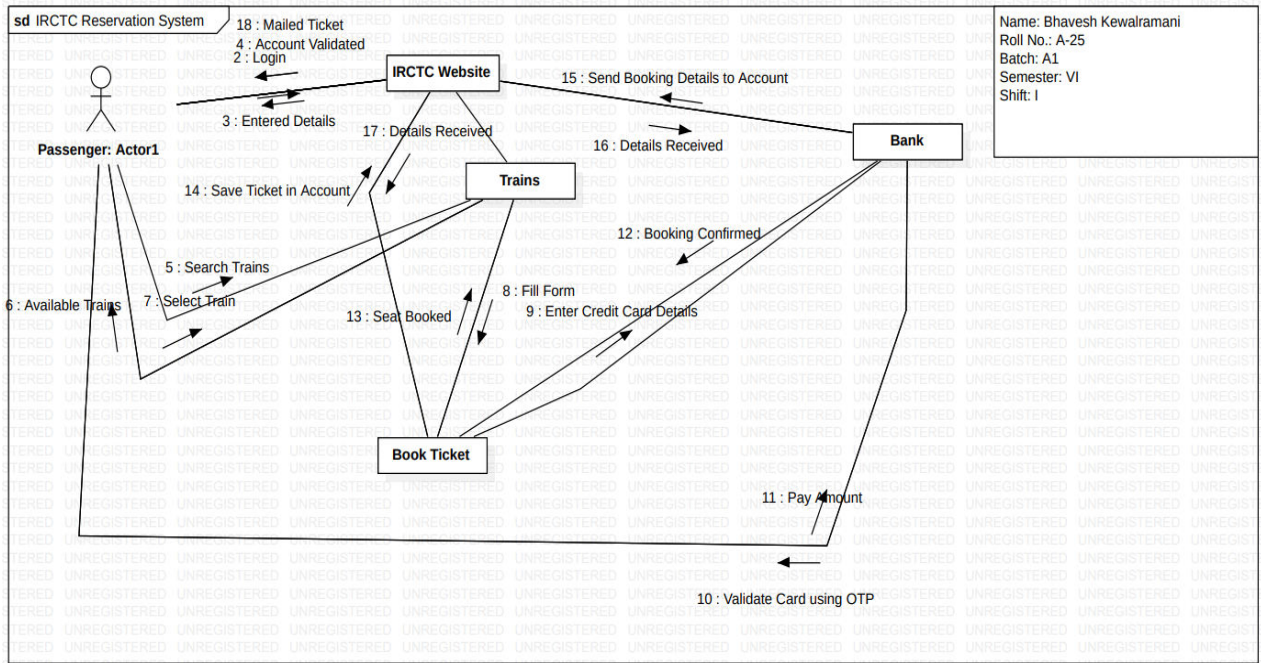 sd IRCTC Reservation System
18 : Mailed Ticket
4 : Account Validated
2 : Login
3 : Entered Details
IRCTC Website
15 : Send Booking Details to Account
16 : Details Received
Name: Bhavesh Kewalramani
Roll No.: A-25
Batch: A1
Semester: VI
Shift: I
Passenger: Actor1
17 : Details Received
Bank
14 : Save Ticket in Account
Trains
12 : Booking Confirmed
5 : Search Trains
6 : Available Trains
7 : Select Train
13 : Seat Booked
8 : Fill Form
9 : Enter Credit Card Details
Book Ticket
11 : Pay Amount
10 : Validate Card using OTP
UNREGISTERED